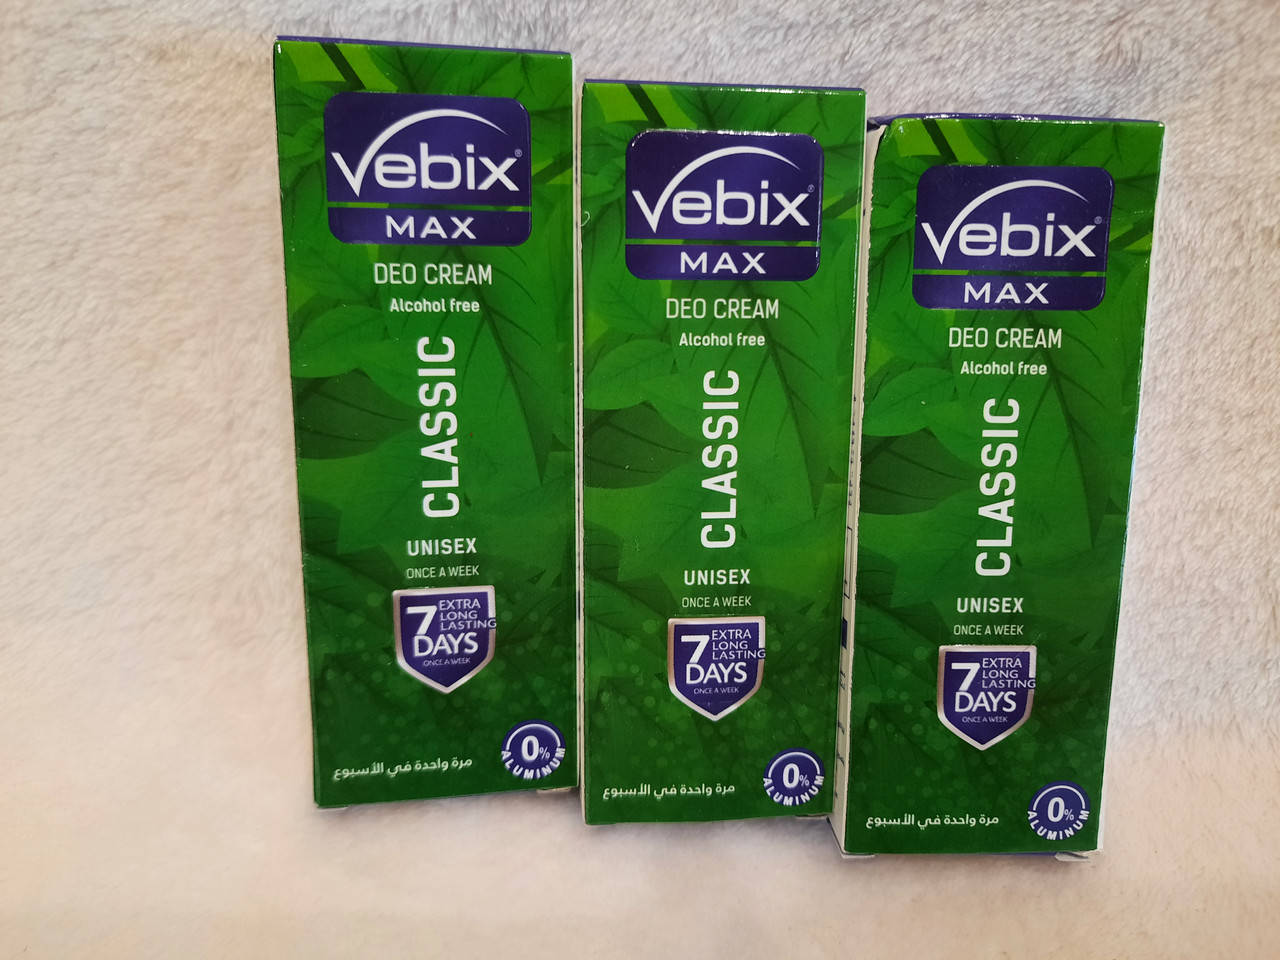 Vebix®
MAX
DEO CREAM
Alcohol free
CLASSIC
UNISEX
ONCE A WEEK
7 EXTRA
LONG
LASTING
DAYS
ONCE A WEEK
مرة واحدة في الأسبوع
0%
ALUMINUM
Vebix®
MAX
DEO CREAM
Alcohol free
CLASSIC
UNISEX
ONCE A WEEK
7 EXTRA
LONG
LASTING
DAYS
ONCE A WEEK
مرة واحدة في الأسبوع
0%
ALUMINUM
Vebix®
MAX
DEO CREAM
Alcohol free
CLASSIC
UNISEX
ONCE A WEEK
7 EXTRA
LONG
LASTING
DAYS
ONCE A WEEK
مرة واحدة في الأسبوع
0%
ALUMINUM